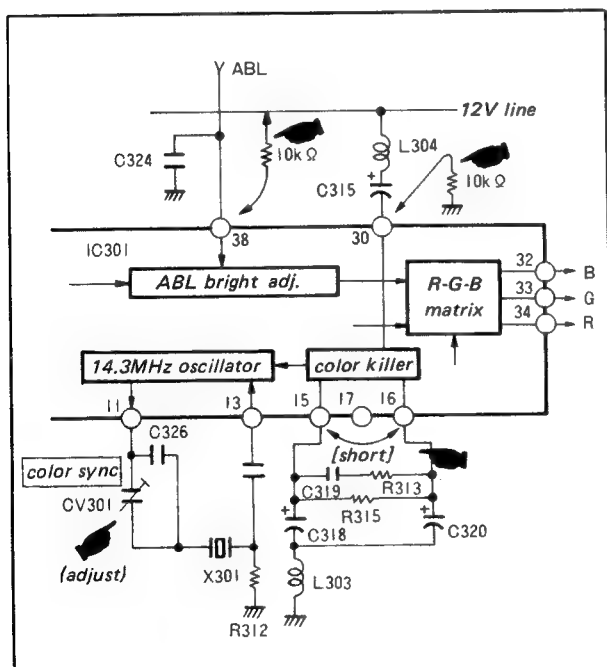 ABL
12V line
C324
10kΩ
L304
C315
10kΩ
IC301
38
30
ABL bright adj.
R-G-B
matrix
32
B
33
G
34
R
14.3MHz oscillator
color killer
11
13
15
17
16
C326
[short]
color sync
C319
R313
CV301
R315
C318
C320
(adjust)
X301
L303
R312